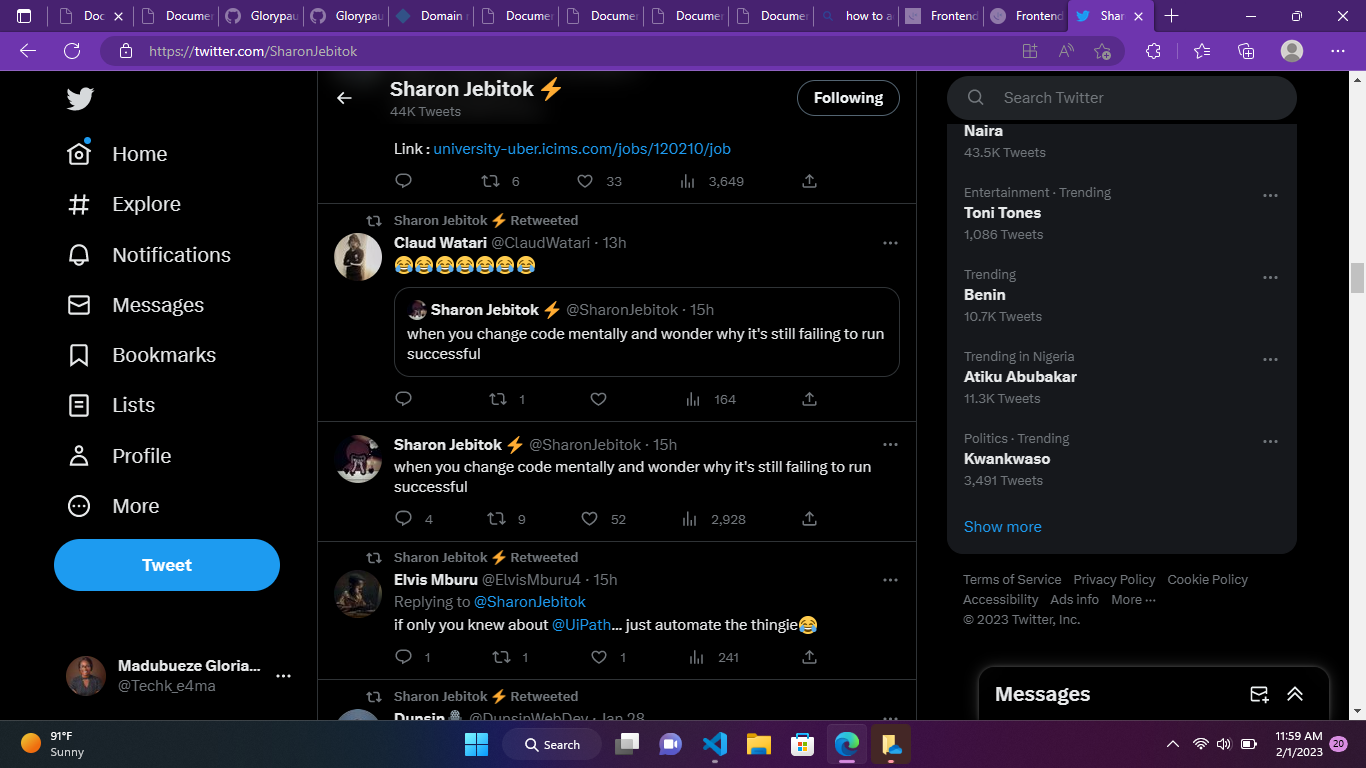 Doc
Documer
Glorypau
Glorypau
Domain r
Documer
Documer
Documer
Documer
how to a
Frontend
Frontend
Shar
https://twitter.com/SharonJebitok
Home
Explore
Notifications
Messages
Bookmarks
Lists
Profile
More
Tweet
Madubueze Gloria...
@Techk_e4ma
Sharon Jebitok ⚡
44K Tweets
Following
Link : university-uber.icims.com/jobs/120210/job
6 33 3,649
Sharon Jebitok ⚡ Retweeted
Claud Watari @ClaudWatari · 13h
😂😂😂😂😂😂😂
Sharon Jebitok ⚡ @SharonJebitok · 15h
when you change code mentally and wonder why it's still failing to run
successful
1 164
Sharon Jebitok ⚡ @SharonJebitok · 15h
when you change code mentally and wonder why it's still failing to run
successful
4 9 52 2,928
Sharon Jebitok ⚡ Retweeted
Elvis Mburu @ElvisMburu4 · 15h
Replying to @SharonJebitok
if only you knew about @UiPath... just automate the thingie😂
1 1 1 241
Sharon Jebitok ⚡ Retweeted
Dunsin @DunsinWebDev · Jan 28
Search Twitter
Naira
43.5K Tweets
Entertainment · Trending
Toni Tones
1,086 Tweets
Trending
Benin
10.7K Tweets
Trending in Nigeria
Atiku Abubakar
11.3K Tweets
Politics · Trending
Kwankwaso
3,491 Tweets
Show more
Terms of Service Privacy Policy Cookie Policy
Accessibility Ads info More ···
© 2023 Twitter, Inc.
Messages
91°F
Sunny
Search
11:59 AM
2/1/2023
20